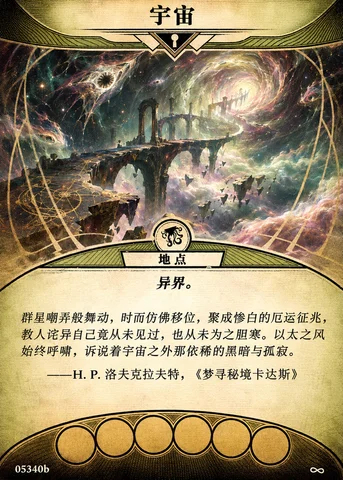 宇宙
地点
异界。
群星嘲弄般舞动,时而仿佛移位,聚成惨白的厄运征兆,
教人诧异自己竟从未见过,也从未为之胆寒。以太之风
始终呼啸,诉说着宇宙之外那依稀的黑暗与孤寂。
——H. P. 洛夫克拉夫特,《梦寻秘境卡达斯》
05340b